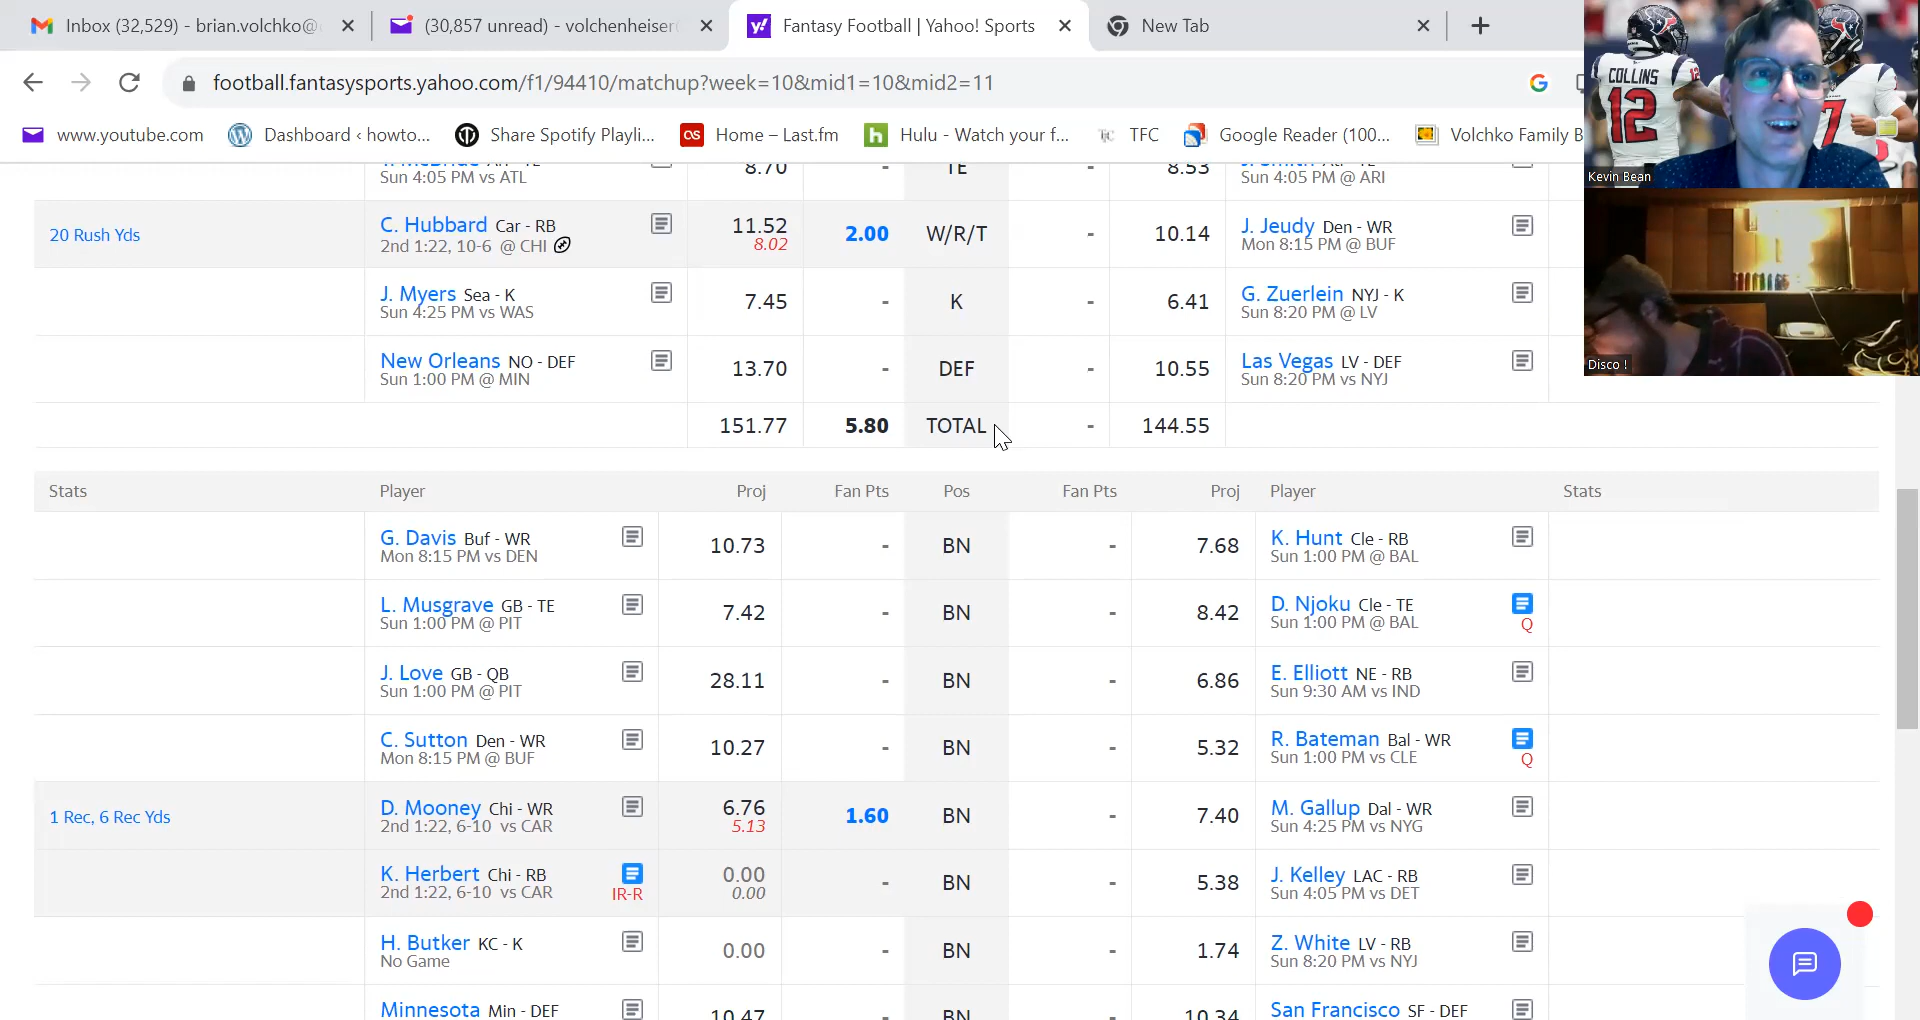 Inbox (32,529) - brian.volchko@
(30,857 unread) - volchenheiser
Fantasy Football | Yahoo! Sports
New Tab
football.fantasysports.yahoo.com/f1/94410/matchup?week=10&mid1=10&mid2=11
www.youtube.com
Dashboard ‹ howto...
Share Spotify Playli...
Home – Last.fm
Hulu - Watch your f...
TFC
Google Reader (100...
Volchko Family B
COLLINS
12
7
Kevin Bean
Disco !
Sun 4:05 PM vs ATL
8.70
-
TE
-
8.53
Sun 4:05 PM @ ARI
20 Rush Yds
C. Hubbard Car - RB
2nd 1:22, 10-6 @ CHI
11.52
8.02
2.00
W/R/T
-
10.14
J. Jeudy Den - WR
Mon 8:15 PM @ BUF
J. Myers Sea - K
Sun 4:25 PM vs WAS
7.45
-
K
-
6.41
G. Zuerlein NYJ - K
Sun 8:20 PM @ LV
New Orleans NO - DEF
Sun 1:00 PM @ MIN
13.70
-
DEF
-
10.55
Las Vegas LV - DEF
Sun 8:20 PM vs NYJ
151.77
5.80
TOTAL
-
144.55
Stats
Player
Proj
Fan Pts
Pos
Fan Pts
Proj
Player
Stats
G. Davis Buf - WR
Mon 8:15 PM vs DEN
10.73
-
BN
-
7.68
K. Hunt Cle - RB
Sun 1:00 PM @ BAL
L. Musgrave GB - TE
Sun 1:00 PM @ PIT
7.42
-
BN
-
8.42
D. Njoku Cle - TE
Sun 1:00 PM @ BAL
Q
J. Love GB - QB
Sun 1:00 PM @ PIT
28.11
-
BN
-
6.86
E. Elliott NE - RB
Sun 9:30 AM vs IND
C. Sutton Den - WR
Mon 8:15 PM @ BUF
10.27
-
BN
-
5.32
R. Bateman Bal - WR
Sun 1:00 PM vs CLE
Q
1 Rec, 6 Rec Yds
D. Mooney Chi - WR
2nd 1:22, 6-10 vs CAR
6.76
5.13
1.60
BN
-
7.40
M. Gallup Dal - WR
Sun 4:25 PM vs NYG
K. Herbert Chi - RB
2nd 1:22, 6-10 vs CAR
IR-R
0.00
0.00
-
BN
-
5.38
J. Kelley LAC - RB
Sun 4:05 PM vs DET
H. Butker KC - K
No Game
0.00
-
BN
-
1.74
Z. White LV - RB
Sun 8:20 PM vs NYJ
Minnesota Min - DEF
10.47
-
BN
-
10.34
San Francisco SF - DEF